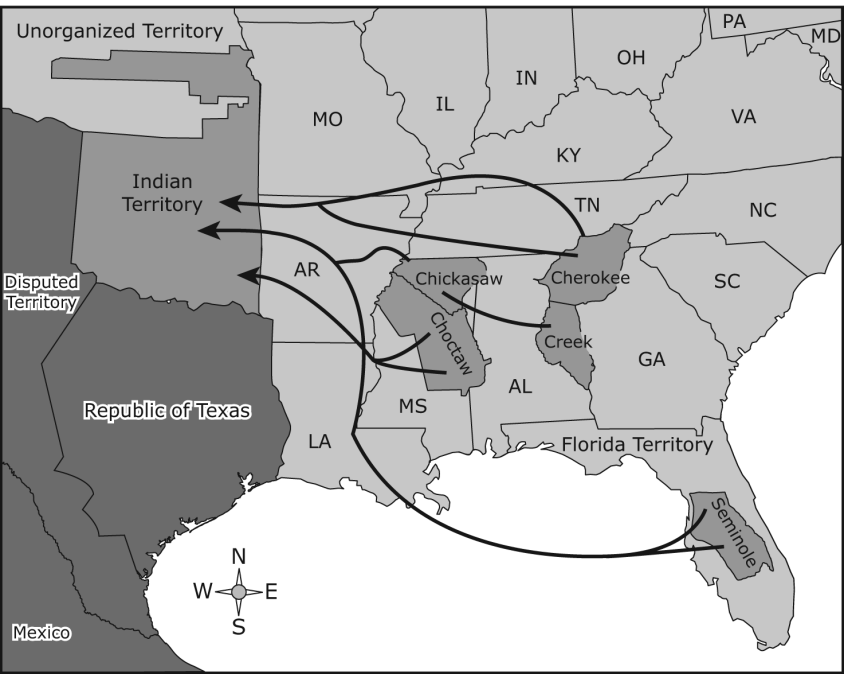 Unorganized Territory
PA
MD
OH
IN
IL
MO
VA
KY
Indian
Territory
TN
NC
AR
Chickasaw
Cherokee
SC
Disputed
Territory
Choctaw
Creek
GA
AL
Republic of Texas
MS
LA
Florida Territory
Seminole
N
W
E
S
Mexico